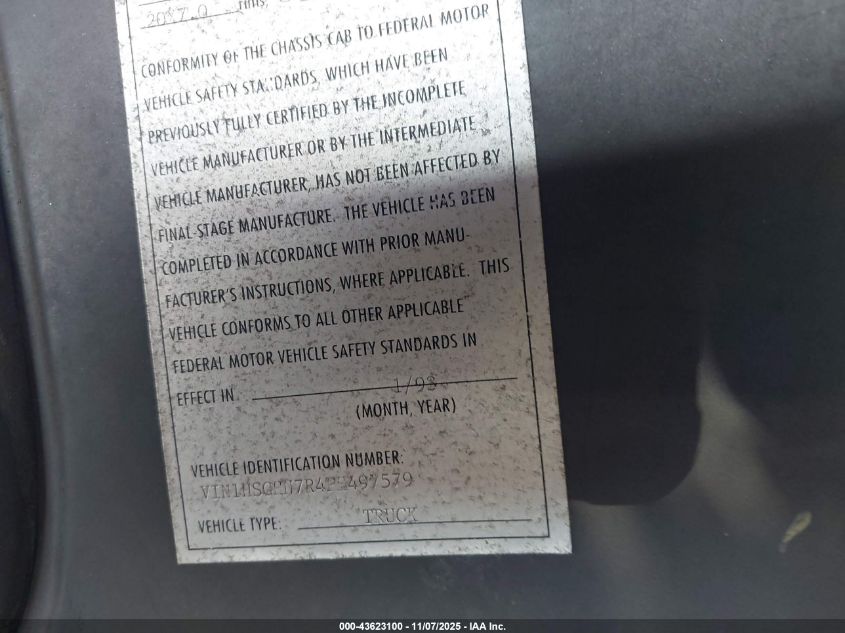 CONFORMITY OF THE CHASSIS CAB TO FEDERAL MOTOR
VEHICLE SAFETY STANDARDS, WHICH HAVE BEEN
PREVIOUSLY FULLY CERTIFIED BY THE INCOMPLETE
VEHICLE MANUFACTURER OR BY THE INTERMEDIATE
VEHICLE MANUFACTURER, HAS NOT BEEN AFFECTED BY
FINAL-STAGE MANUFACTURE. THE VEHICLE HAS BEEN
COMPLETED IN ACCORDANCE WITH PRIOR MANU-
FACTURER'S INSTRUCTIONS, WHERE APPLICABLE. THIS
VEHICLE CONFORMS TO ALL OTHER APPLICABLE
FEDERAL MOTOR VEHICLE SAFETY STANDARDS IN
EFFECT IN 1/93
(MONTH, YEAR)
VEHICLE IDENTIFICATION NUMBER:
VEHICLE TYPE: TRUCK
000-43623100 - 11/07/2025 - IAA Inc.